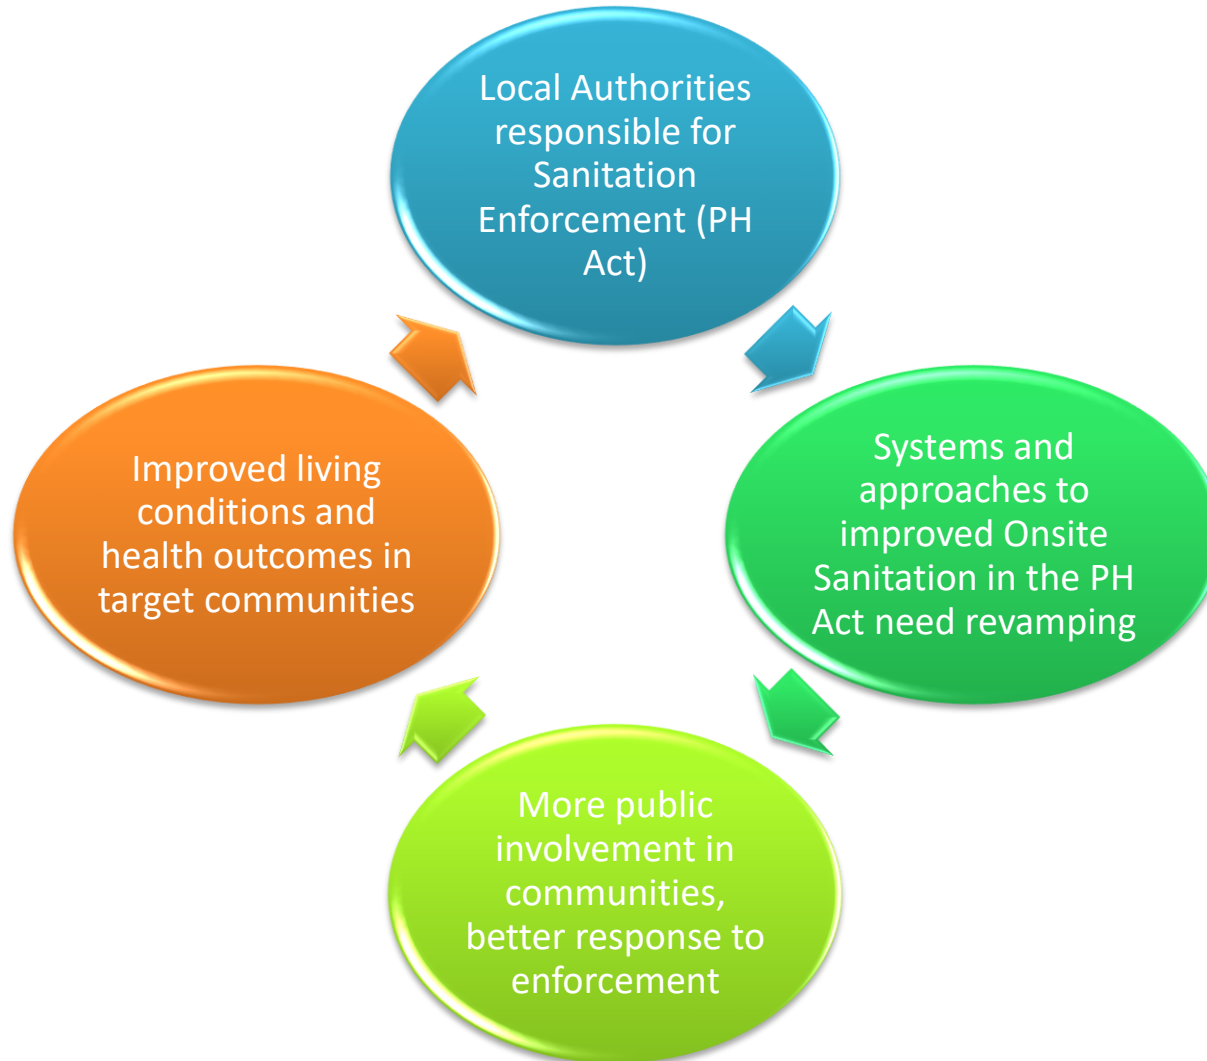 Local Authorities
responsible for
Sanitation
Enforcement (PH
Act)
Systems and
approaches to
improved Onsite
Sanitation in the PH
Act need revamping
More public
involvement in
communities,
better response to
enforcement
Improved living
conditions and
health outcomes in
target communities